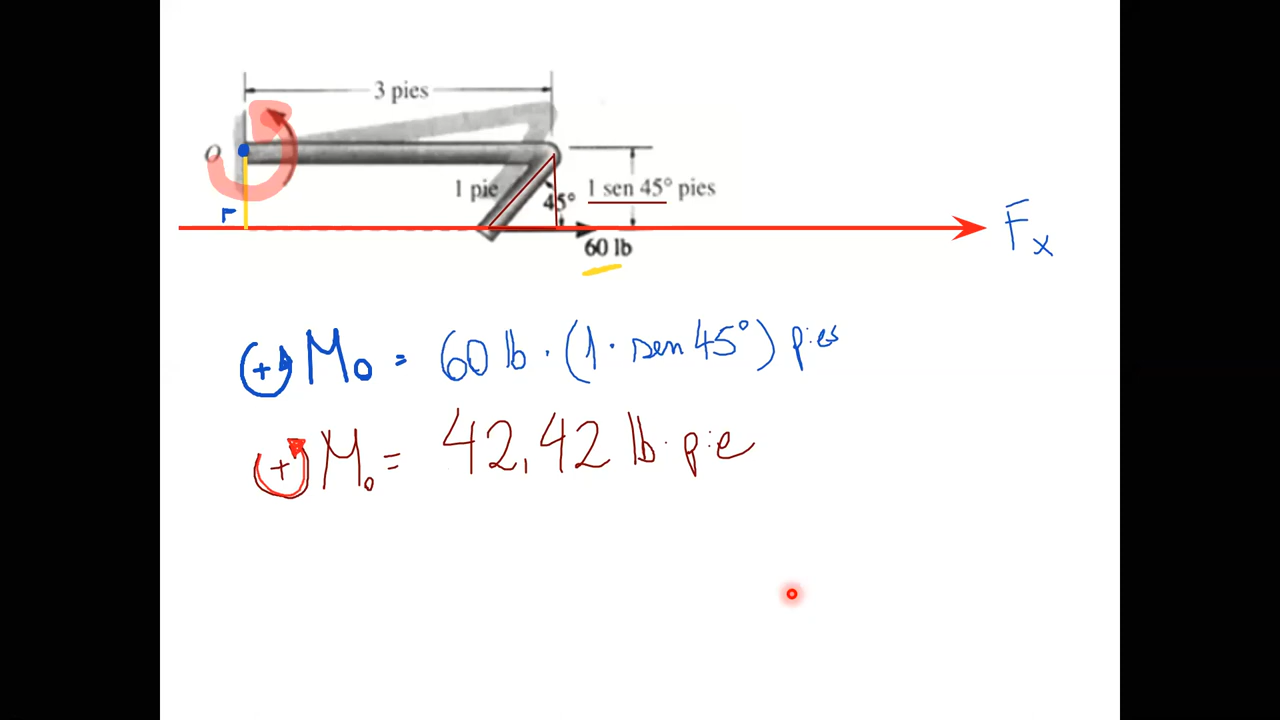 3 pies
O
1 pie
45°
1 sen 45° pies
r
60 lb
Fx
+ Mo = 60 lb · (1 · sen 45°) pies
+ Mo = 42,42 lb · pie